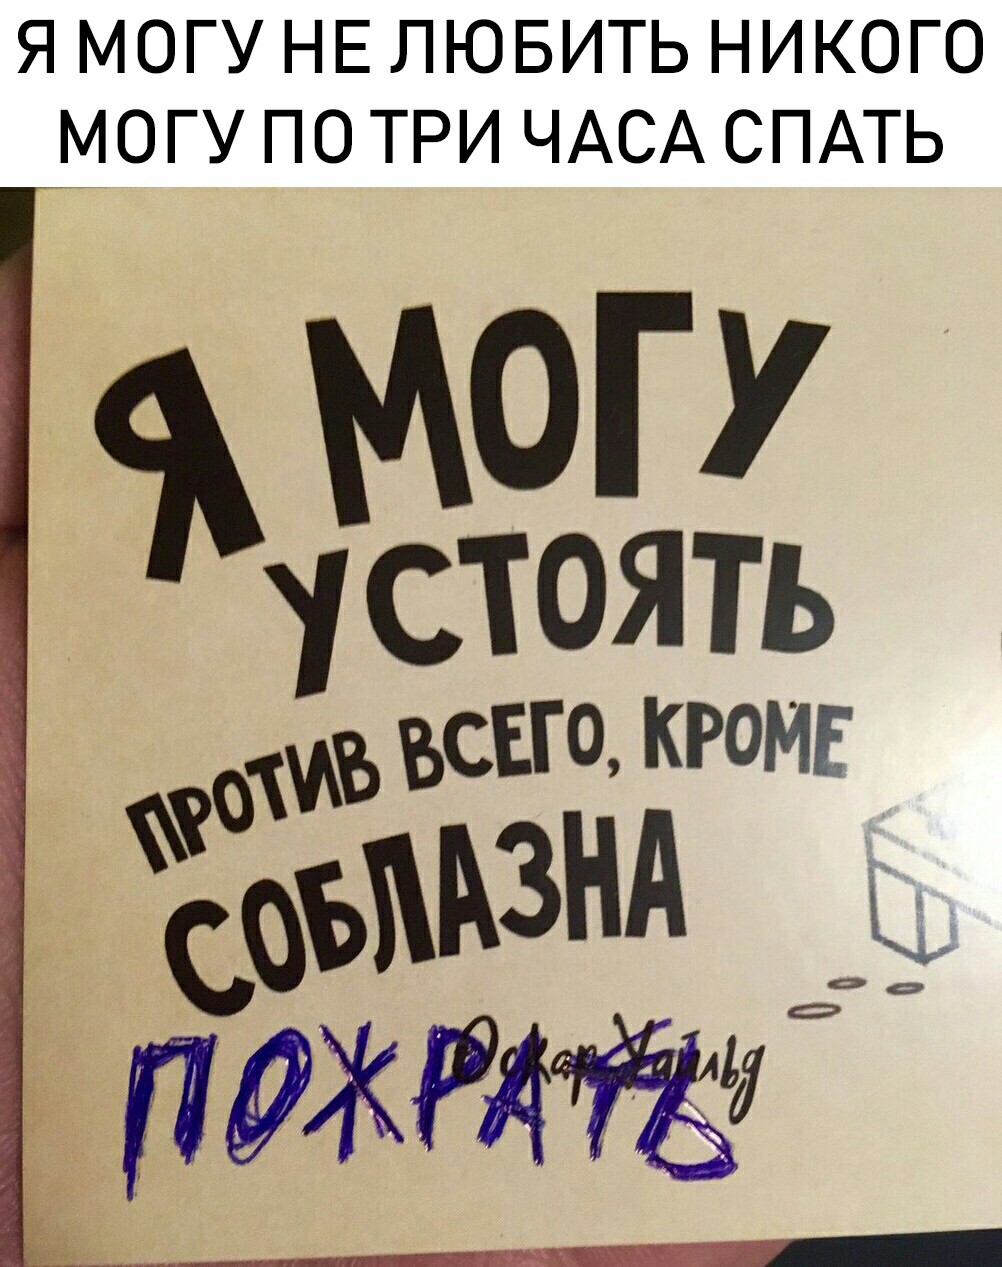 Я МОГУ НЕ ЛЮБИТЬ НИКОГО
МОГУ ПО ТРИ ЧАСА СПАТЬ
Я МОГУ
УСТОЯТЬ
ПРОТИВ ВСЕГО, КРОМЕ
СОБЛАЗНА
Оскар Уайльд
ПОЖРАТЬ